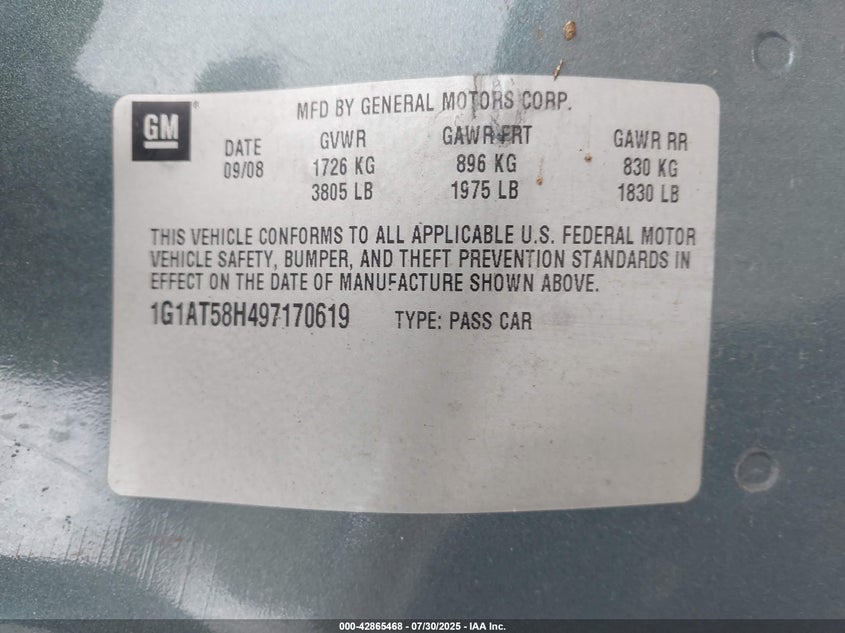 GM®
MFD BY GENERAL MOTORS CORP.
DATE GVWR GAWR FRT GAWR RR
09/08 1726 KG 896 KG 830 KG
3805 LB 1975 LB 1830 LB
THIS VEHICLE CONFORMS TO ALL APPLICABLE U.S. FEDERAL MOTOR
VEHICLE SAFETY, BUMPER, AND THEFT PREVENTION STANDARDS IN
EFFECT ON THE DATE OF MANUFACTURE SHOWN ABOVE.
1G1AT58H497170619 TYPE: PASS CAR
000-42865468 - 07/30/2025 - IAA Inc.